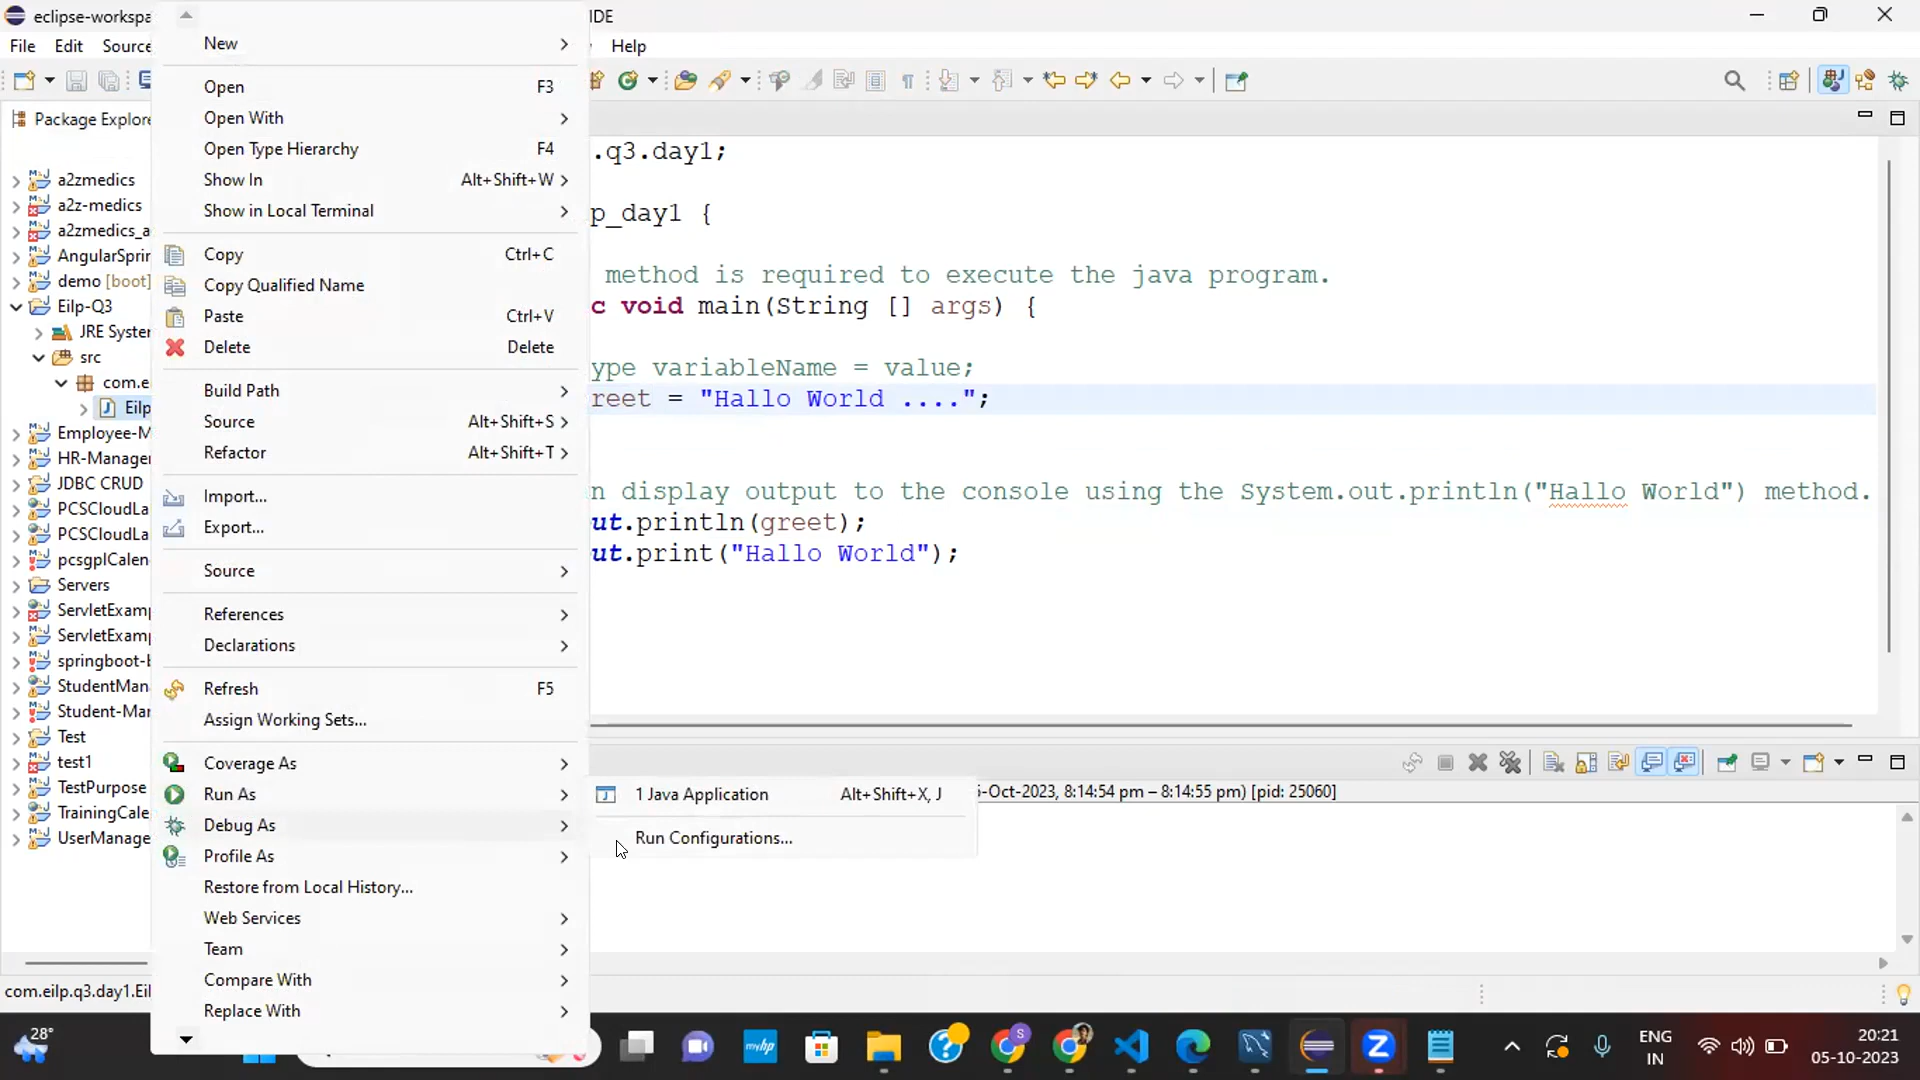 eclipse-workspa
IDE
File Edit Source
Help
Package Explore
a2zmedics
a2z-medics
a2zmedics_a
AngularSprin
demo [boot]
Eilp-Q3
JRE Syster
src
com.e
Eilp
Employee-M
HR-Manager
JDBC CRUD
PCSCloudLa
PCSCloudLa
pcsgplCalen
Servers
ServletExamp
ServletExamp
springboot-b
StudentMan
Student-Mar
Test
test1
TestPurpose
TrainingCale
UserManage
com.eilp.q3.day1.Eil
New
Open F3
Open With
Open Type Hierarchy F4
Show In Alt+Shift+W
Show in Local Terminal
Copy Ctrl+C
Copy Qualified Name
Paste Ctrl+V
Delete Delete
Build Path
Source Alt+Shift+S
Refactor Alt+Shift+T
Import...
Export...
Source
References
Declarations
Refresh F5
Assign Working Sets...
Coverage As
Run As
Debug As
Profile As
Restore from Local History...
Web Services
Team
Compare With
Replace With
1 Java Application Alt+Shift+X, J
Run Configurations...
.q3.day1;
p_day1 {
method is required to execute the java program.
c void main(String [] args) {
ype variableName = value;
reet = "Hallo World ....";
n display output to the console using the System.out.println("Hallo World") method.
ut.println(greet);
ut.print("Hallo World");
-Oct-2023, 8:14:54 pm – 8:14:55 pm) [pid: 25060]
28°
myhp
S
ENG
IN
20:21
05-10-2023